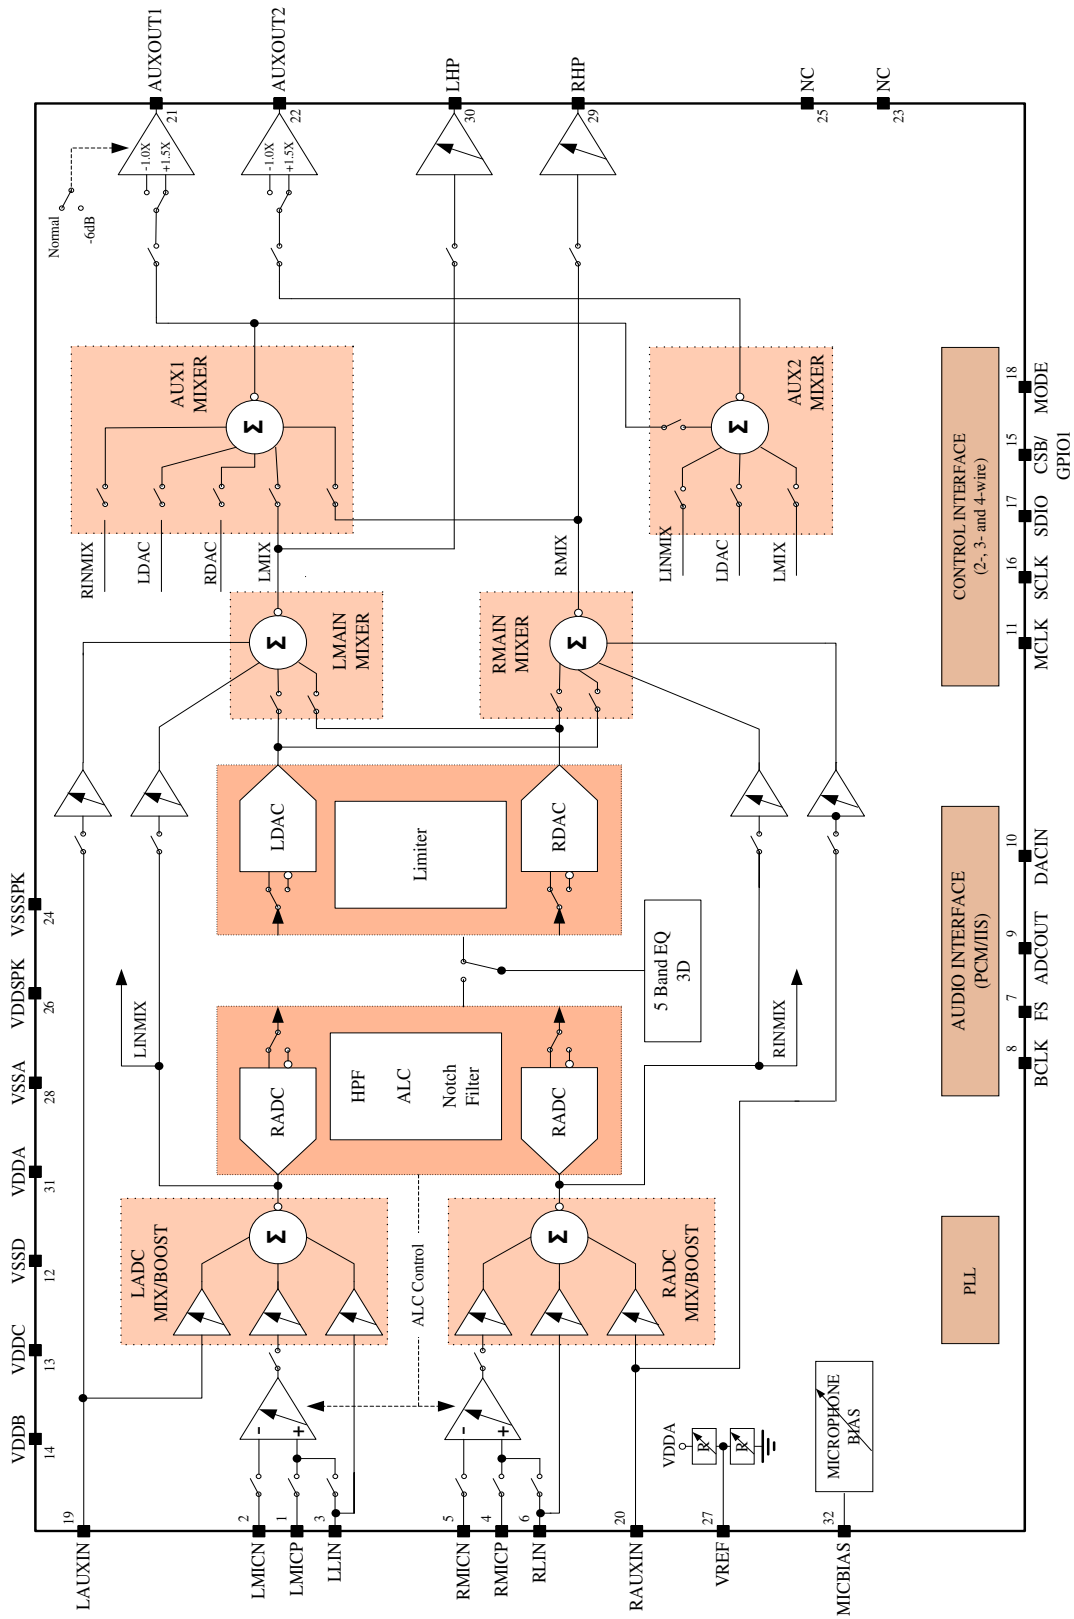 VDDB
14
VDDC
13
VSSD
12
VDDA
31
VSSA
28
VDDSPK
26
VSSSPK
24
LAUXIN
19
LMICN
2
LMICP
1
LLIN
3
RMICN
5
RMICP
4
RLIN
6
RAUXIN
20
VREF
27
MICBIAS
32
-
+
-
+
VDDA
R
R
MICROPHONE
BIAS
ALC Control
LADC
MIX/BOOST
Σ
RADC
MIX/BOOST
Σ
PLL
LINMIX
RINMIX
RADC
HPF
ALC
Notch
Filter
RADC
5 Band EQ
3D
LDAC
Limiter
RDAC
LMAIN
MIXER
Σ
RMAIN
MIXER
Σ
RINMIX
LDAC
RDAC
LMIX
RMIX
AUX1
MIXER
Σ
LINMIX
LDAC
LMIX
AUX2
MIXER
Σ
Normal
-6dB
-1.0X
+1.5X
-1.0X
+1.5X
AUXOUT1
21
AUXOUT2
22
LHP
30
RHP
29
NC
25
NC
23
AUDIO INTERFACE
(PCM/IIS)
CONTROL INTERFACE
(2-, 3- and 4-wire)
8
BCLK
7
FS
9
ADCOUT
10
DACIN
11
MCLK
16
SCLK
17
SDIO
15
CSB/
GPIO1
18
MODE